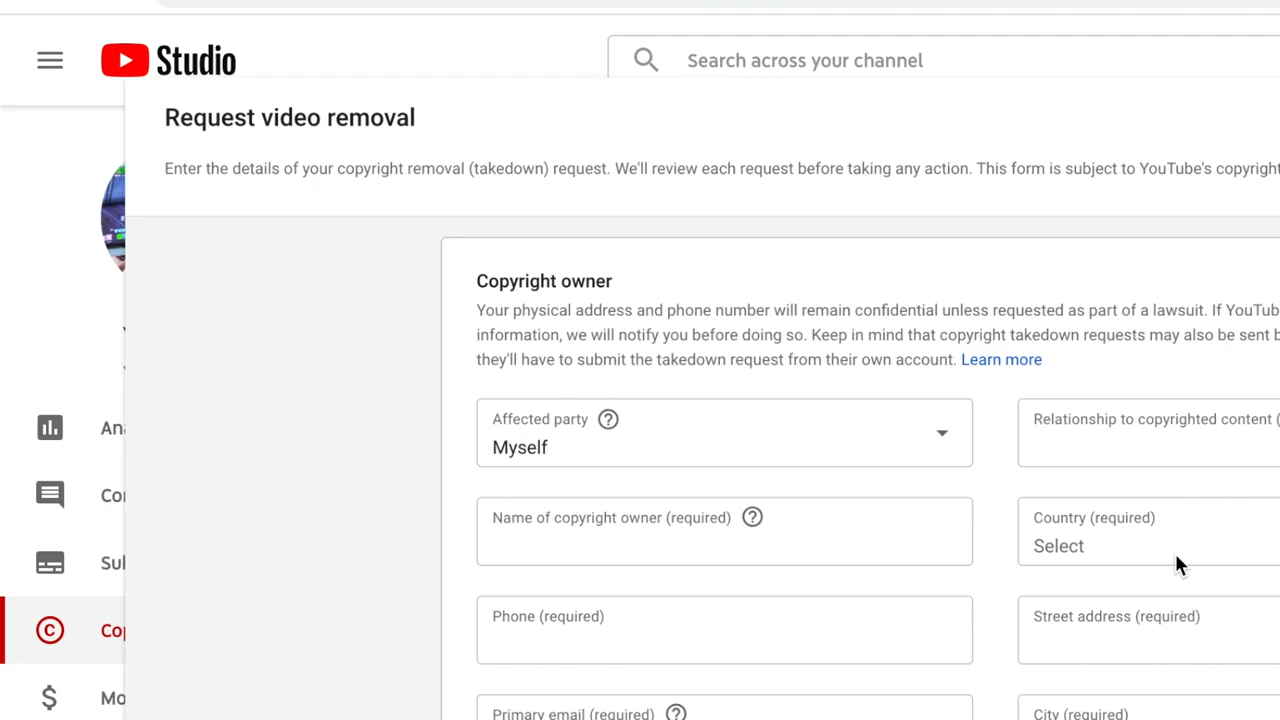 Studio
Search across your channel
Request video removal
Enter the details of your copyright removal (takedown) request. We'll review each request before taking any action. This form is subject to YouTube's copyright
Copyright owner
Your physical address and phone number will remain confidential unless requested as part of a lawsuit. If YouTub
information, we will notify you before doing so. Keep in mind that copyright takedown requests may also be sent b
they'll have to submit the takedown request from their own account. Learn more
Affected party
Myself
Relationship to copyrighted content (
Name of copyright owner (required)
Country (required)
Select
Phone (required)
Street address (required)
Primary email (required)
City (required)
Ana
Co
Sul
Cop
Mo